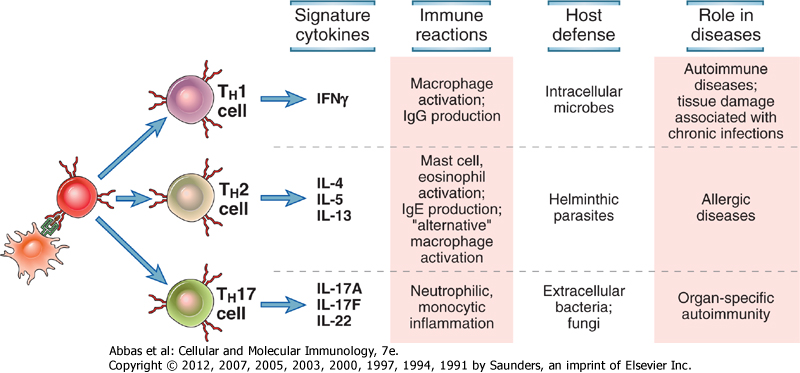 Signature
cytokines
Immune
reactions
Host
defense
Role in
diseases
TH1
cell
IFNγ
Macrophage
activation;
IgG production
Intracellular
microbes
Autoimmune
diseases;
tissue damage
associated with
chronic infections
TH2
cell
IL-4
IL-5
IL-13
Mast cell,
eosinophil
activation;
IgE production;
"alternative"
macrophage
activation
Helminthic
parasites
Allergic
diseases
TH17
cell
IL-17A
IL-17F
IL-22
Neutrophilic,
monocytic
inflammation
Extracellular
bacteria;
fungi
Organ-specific
autoimmunity
Abbas et al: Cellular and Molecular Immunology, 7e.
Copyright © 2012, 2007, 2005, 2003, 2000, 1997, 1994, 1991 by Saunders, an imprint of Elsevier Inc.